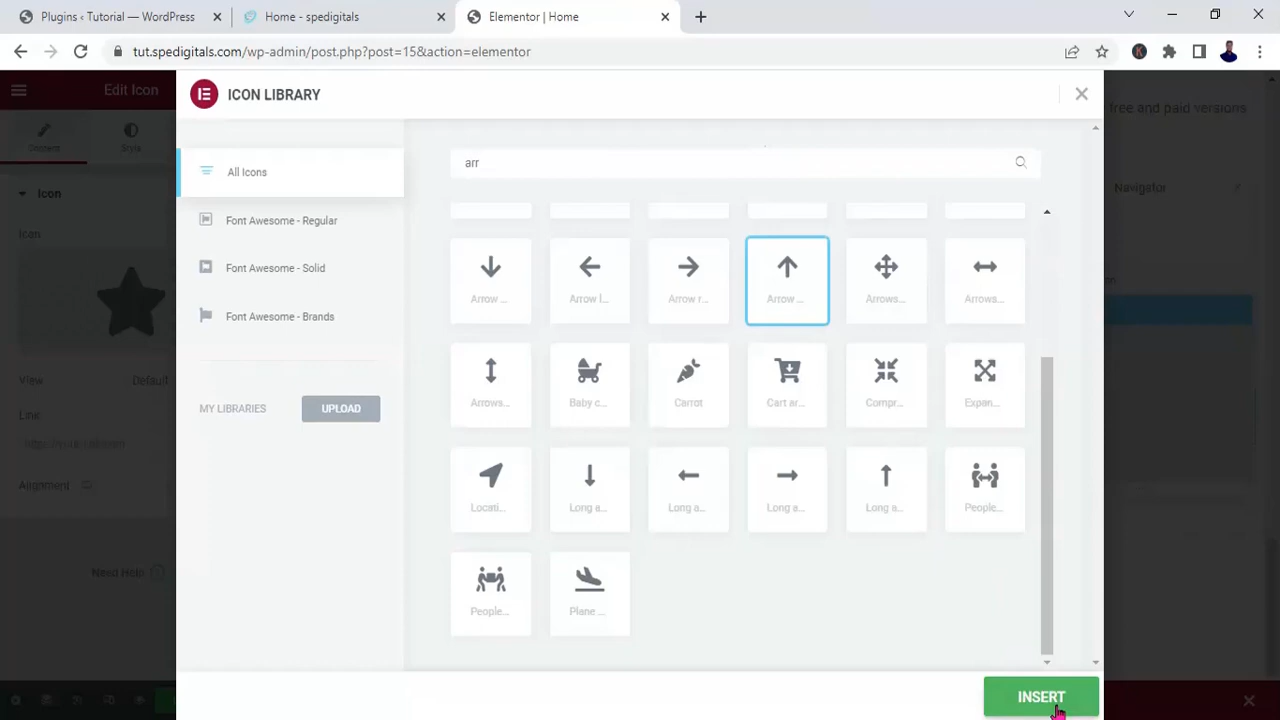 Plugins ‹ Tutorial — WordPress
Home - spedigitals
Elementor | Home
tut.spedigitals.com/wp-admin/post.php?post=15&action=elementor
K
Edit Icon
ICON LIBRARY
free and paid versions
Content
Style
All Icons
arr
Icon
Font Awesome - Regular
Navigator
Icon
Font Awesome - Solid
Arrow ...
Arrow l...
Arrow r...
Arrow ...
Arrows...
Arrows...
Font Awesome - Brands
View
Default
Arrows...
Baby c...
Carrot
Cart ar...
Compr...
Expan...
Link
MY LIBRARIES
UPLOAD
Alignment
Locati...
Long a...
Long a...
Long a...
Long a...
People...
Need Help
People...
Plane ...
INSERT